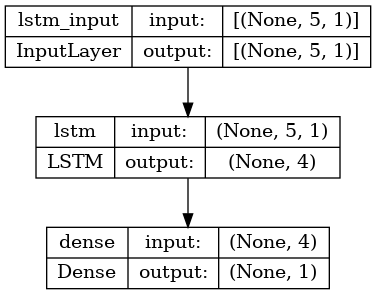 lstm_input input: [(None, 5, 1)]
InputLayer output: [(None, 5, 1)]
lstm input: (None, 5, 1)
LSTM output: (None, 4)
dense input: (None, 4)
Dense output: (None, 1)